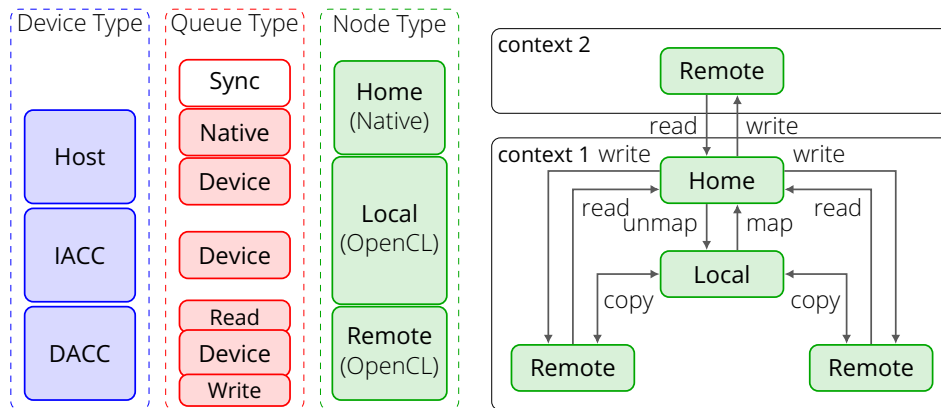 Device Type
Host
IACC
DACC
Queue Type
Sync
Native
Device
Device
Read
Device
Write
Node Type
Home
(Native)
Local
(OpenCL)
Remote
(OpenCL)
context 2
Remote
read
write
context 1
write
write
Home
read
unmap
map
read
Local
copy
copy
Remote
Remote